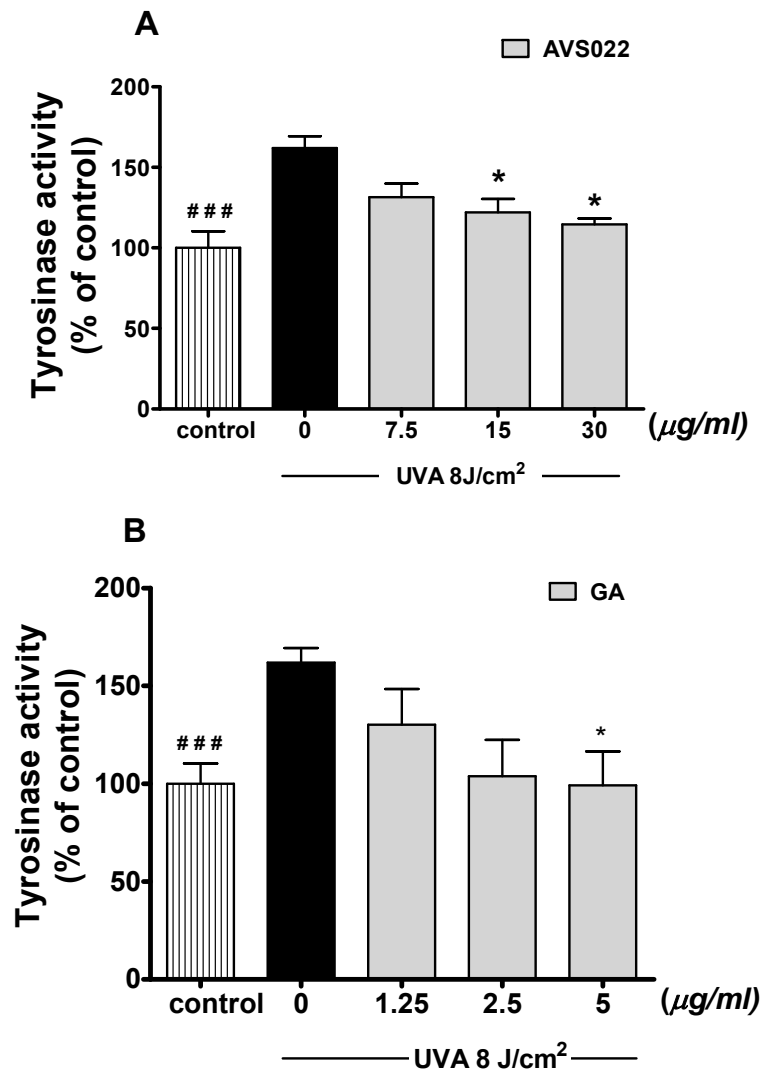 A
AVS022
Tyrosinase activity
(% of control)
200
150
100
50
0
###
*
*
control 0 7.5 15 30 (μg/ml)
UVA 8J/cm²
B
GA
Tyrosinase activity
(% of control)
200
150
100
50
0
###
*
control 0 1.25 2.5 5 (μg/ml)
UVA 8 J/cm²